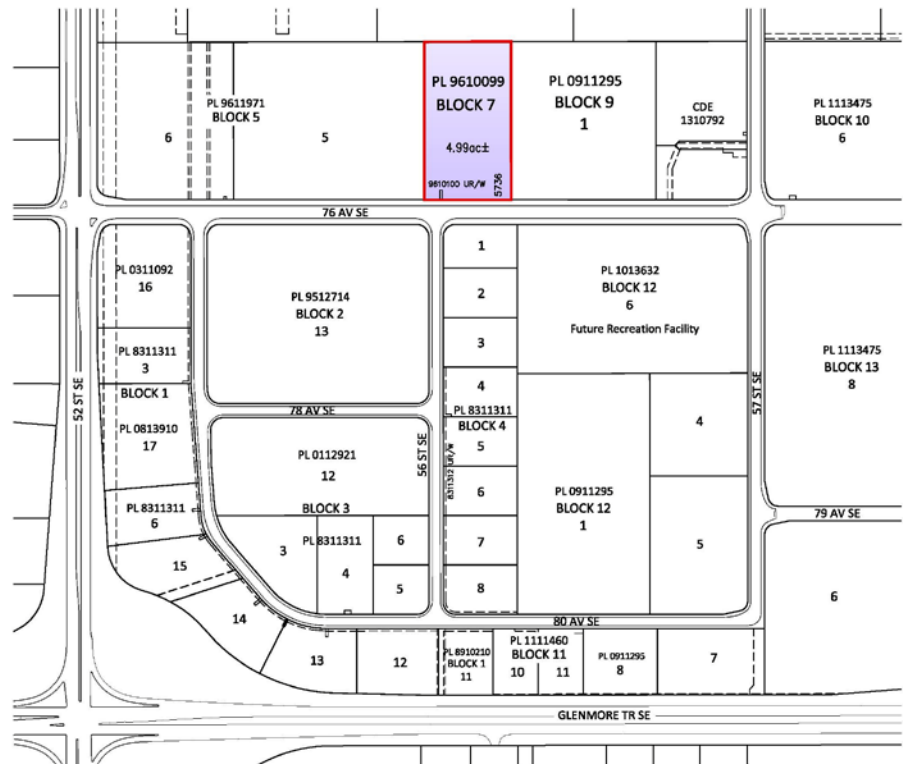 PL 9611971
BLOCK 5
6
5
PL 9610099
BLOCK 7
4.99ac±
9610100 UR/W
5736
PL 0911295
BLOCK 9
1
CDE
1310792
PL 1113475
BLOCK 10
6
76 AV SE
PL 0311092
16
PL 8311311
3
BLOCK 1
PL 0813910
17
PL 8311311
6
15
14
13
12
52 ST SE
PL 9512714
BLOCK 2
13
78 AV SE
PL 0112921
12
BLOCK 3
3
PL 8311311
4
6
5
56 ST SE
1
2
3
4
PL 8311311
BLOCK 4
5
8311312 UR/W
6
7
8
PL 1013632
BLOCK 12
6
Future Recreation Facility
PL 0911295
BLOCK 12
1
4
5
57 ST SE
PL 1113475
BLOCK 13
8
79 AV SE
6
80 AV SE
PL 8910210
BLOCK 1
11
PL 1111460
BLOCK 11
10
11
PL 0911295
8
7
GLENMORE TR SE